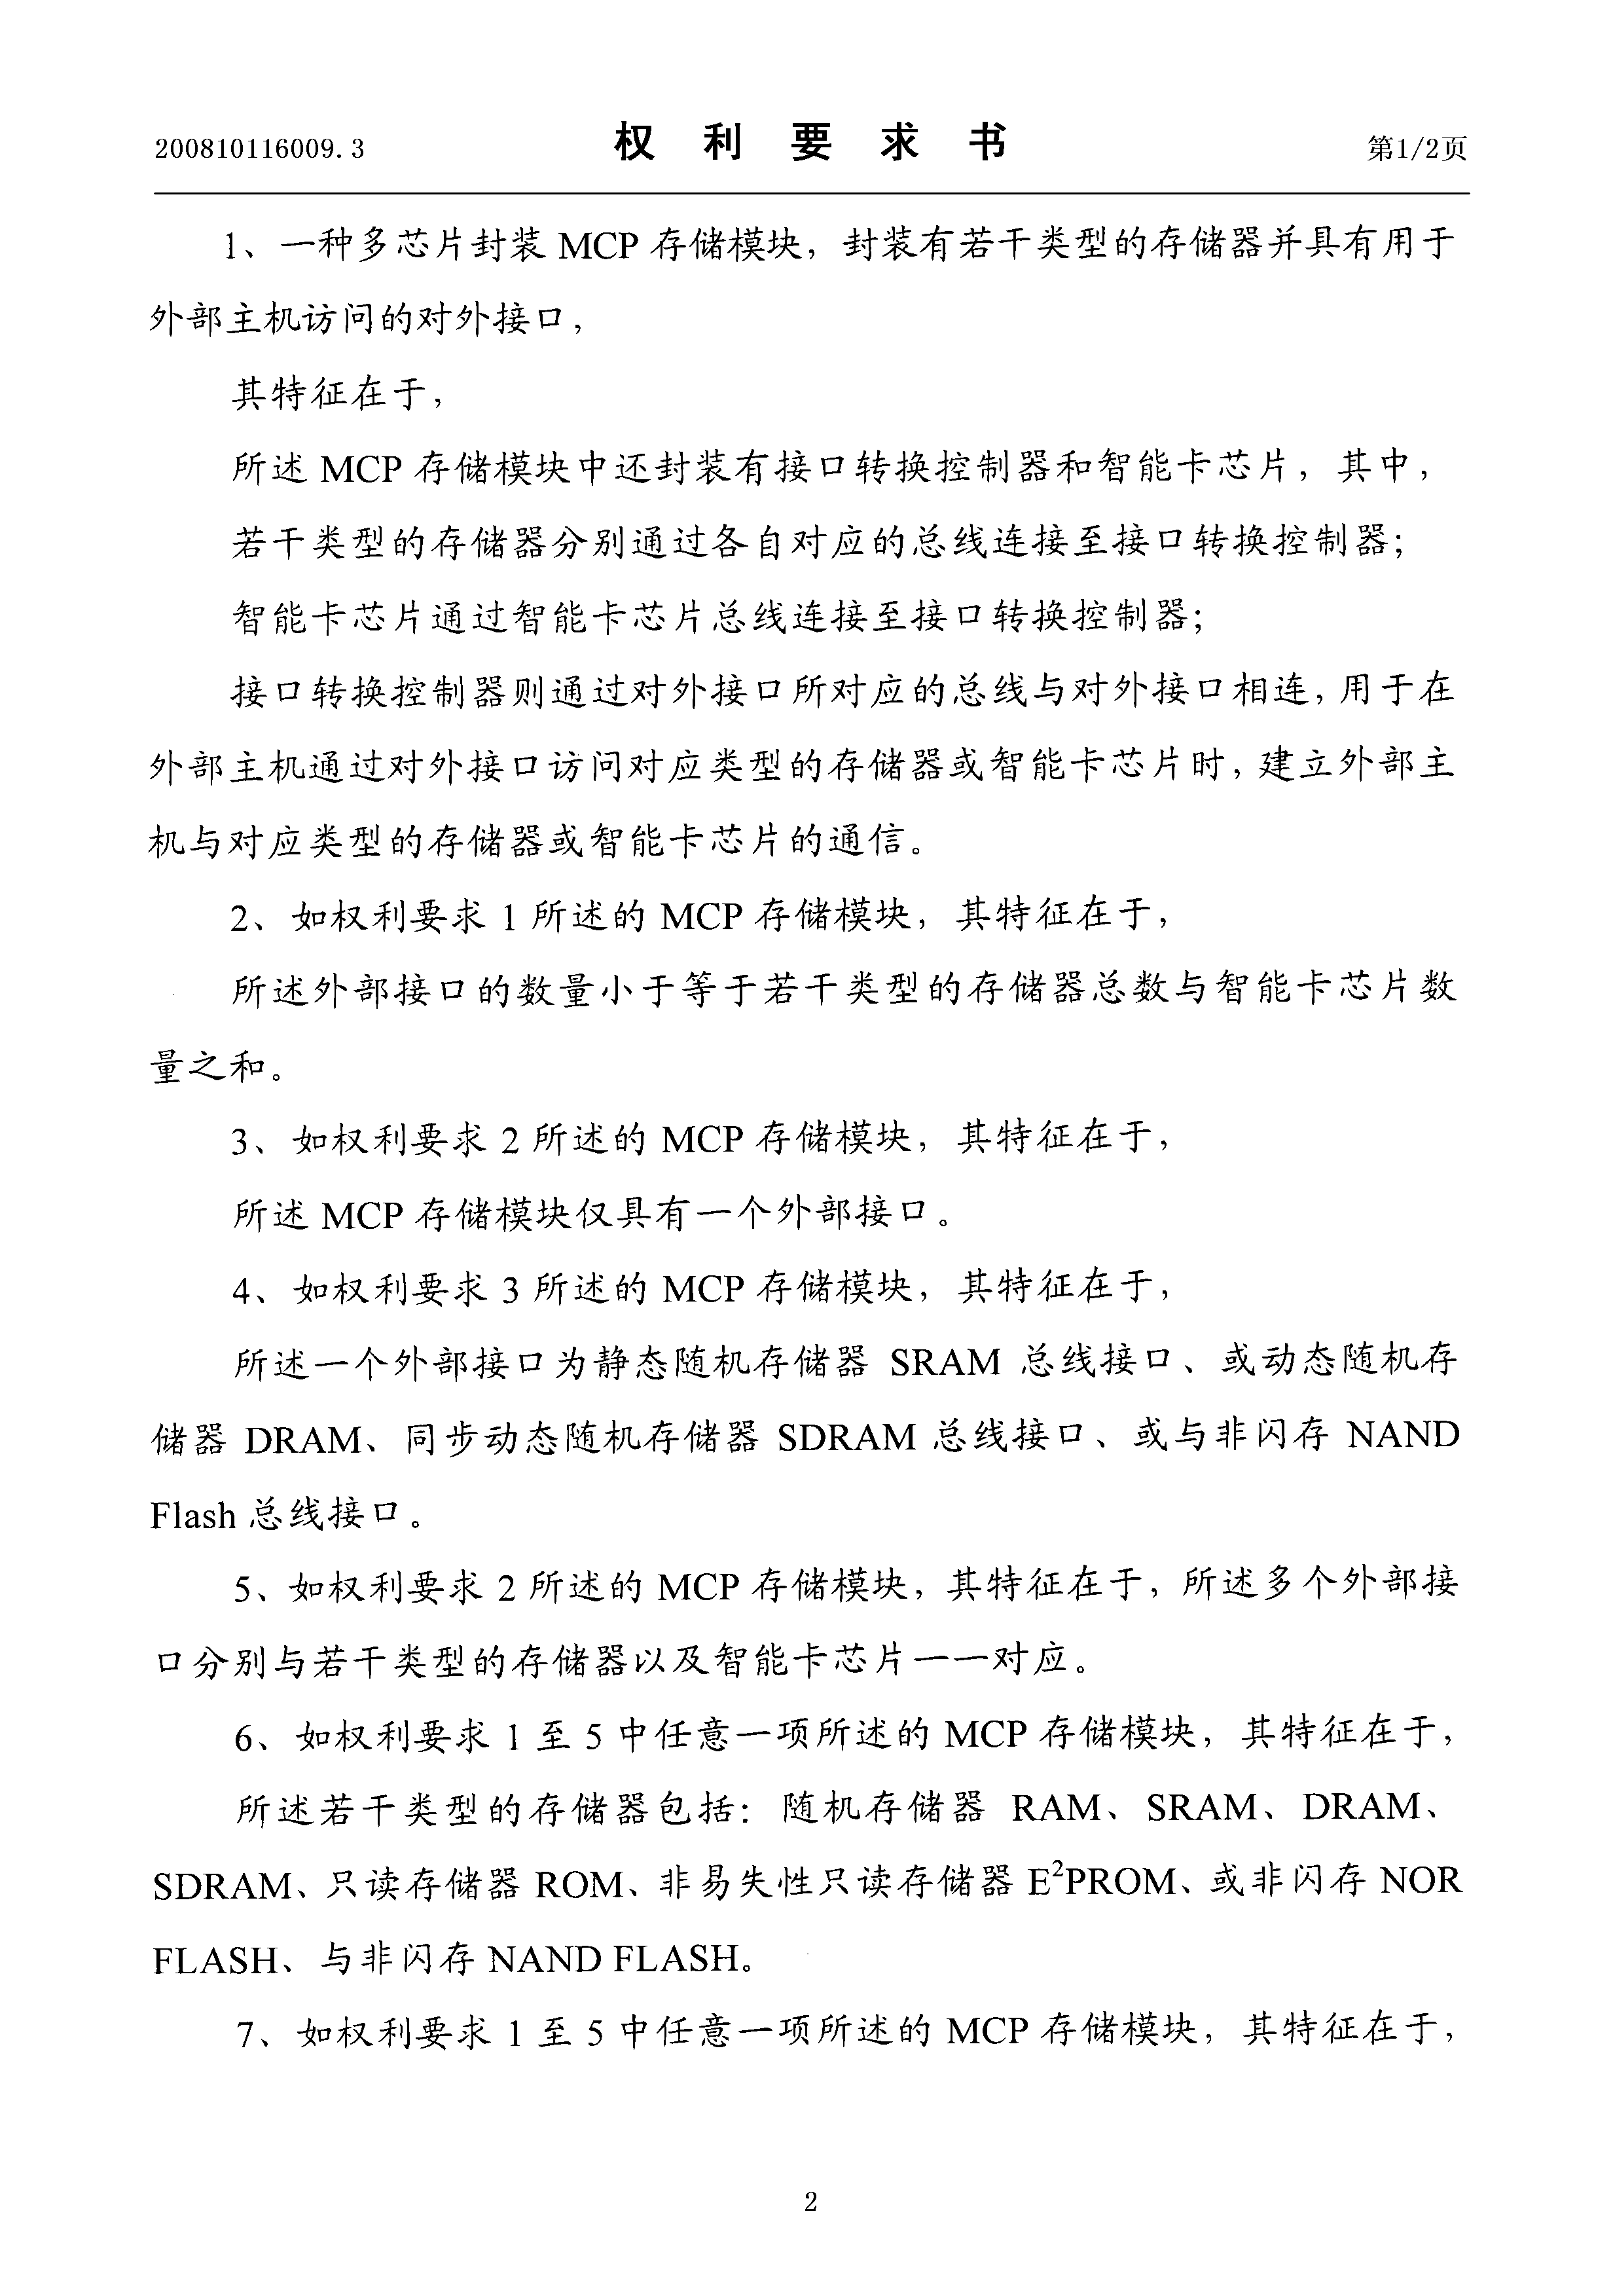 200810116009.3 权 利 要 求 书 第1/2页
1、一种多芯片封装 MCP 存储模块，封装有若干类型的存储器并具有用于
外部主机访问的对外接口，
其特征在于，
所述 MCP 存储模块中还封装有接口转换控制器和智能卡芯片，其中，
若干类型的存储器分别通过各自对应的总线连接至接口转换控制器；
智能卡芯片通过智能卡芯片总线连接至接口转换控制器；
接口转换控制器则通过对外接口所对应的总线与对外接口相连，用于在
外部主机通过对外接口访问对应类型的存储器或智能卡芯片时，建立外部主
机与对应类型的存储器或智能卡芯片的通信。
2、如权利要求 1 所述的 MCP 存储模块，其特征在于，
所述外部接口的数量小于等于若干类型的存储器总数与智能卡芯片数
量之和。
3、如权利要求 2 所述的 MCP 存储模块，其特征在于，
所述 MCP 存储模块仅具有一个外部接口。
4、如权利要求 3 所述的 MCP 存储模块，其特征在于，
所述一个外部接口为静态随机存储器 SRAM 总线接口、或动态随机存
储器 DRAM、同步动态随机存储器 SDRAM 总线接口、或与非闪存 NAND
Flash 总线接口。
5、如权利要求 2 所述的 MCP 存储模块，其特征在于，所述多个外部接
口分别与若干类型的存储器以及智能卡芯片一一对应。
6、如权利要求 1 至 5 中任意一项所述的 MCP 存储模块，其特征在于，
所述若干类型的存储器包括：随机存储器 RAM、SRAM、DRAM、
SDRAM、只读存储器 ROM、非易失性只读存储器 E²PROM、或非闪存 NOR
FLASH、与非闪存 NAND FLASH。
7、如权利要求 1 至 5 中任意一项所述的 MCP 存储模块，其特征在于，
2